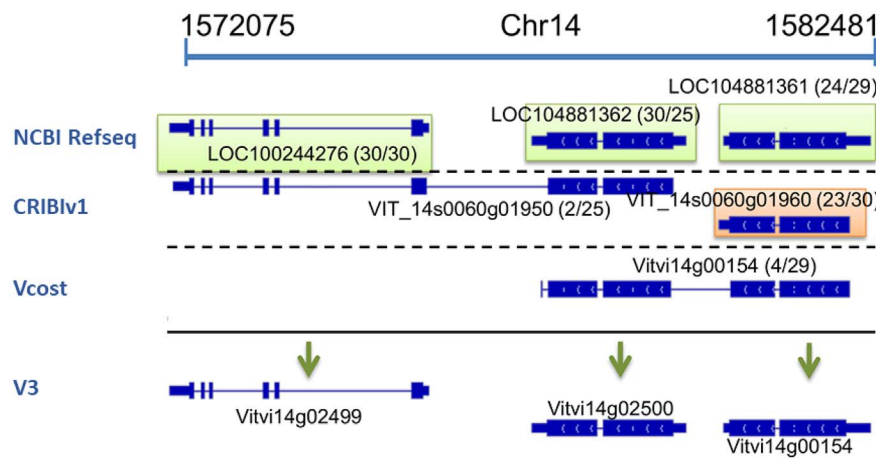 1572075 Chr14 1582481
LOC104881361 (24/29)
LOC104881362 (30/25)
NCBI Refseq
LOC100244276 (30/30)
CRIBIv1
VIT_14s0060g01960 (23/30)
VIT_14s0060g01950 (2/25)
Vitvi14g00154 (4/29)
Vcost
V3
Vitvi14g02499
Vitvi14g02500
Vitvi14g00154